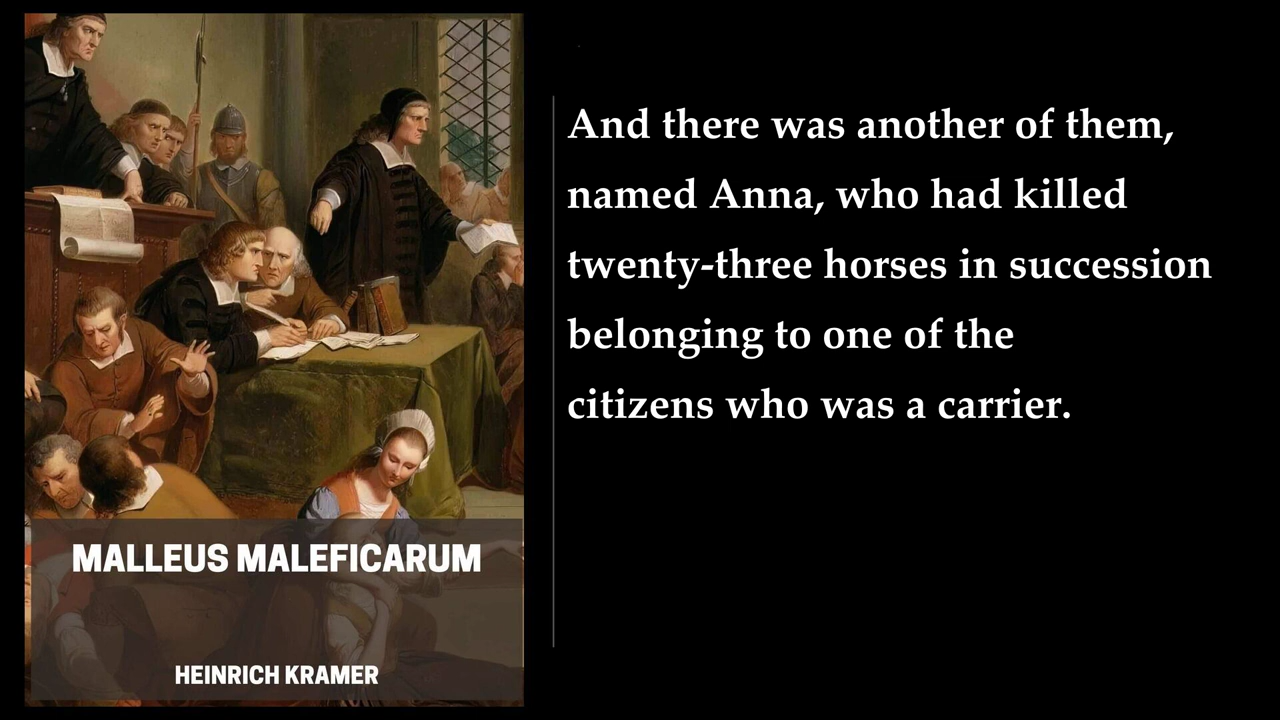 MALLEUS MALEFICARUM
HEINRICH KRAMER
And there was another of them,
named Anna, who had killed
twenty-three horses in succession
belonging to one of the
citizens who was a carrier.